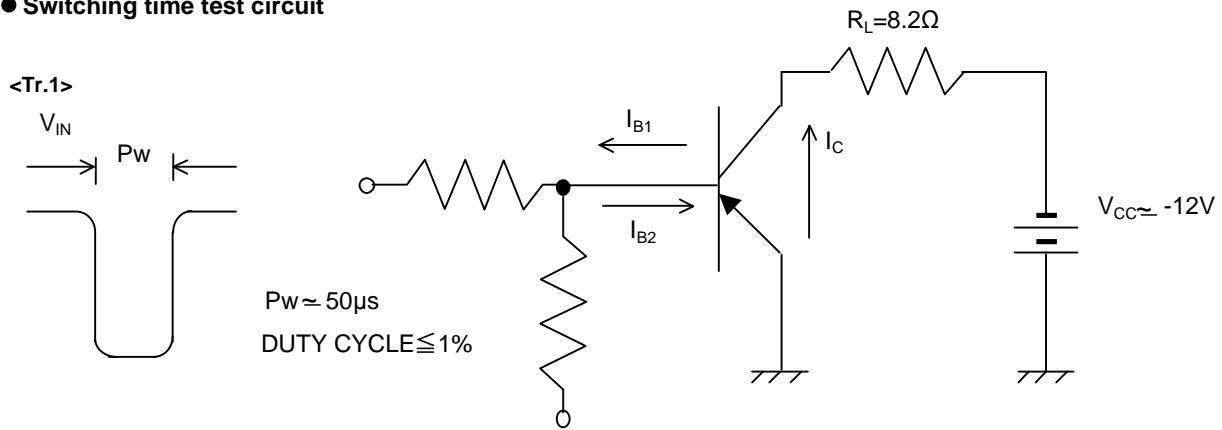 ● Switching time test circuit
R_L=8.2Ω
<Tr.1>
V_IN
Pw
I_B1
I_C
I_B2
V_CC≃ -12V
Pw≃ 50µs
DUTY CYCLE≦1%